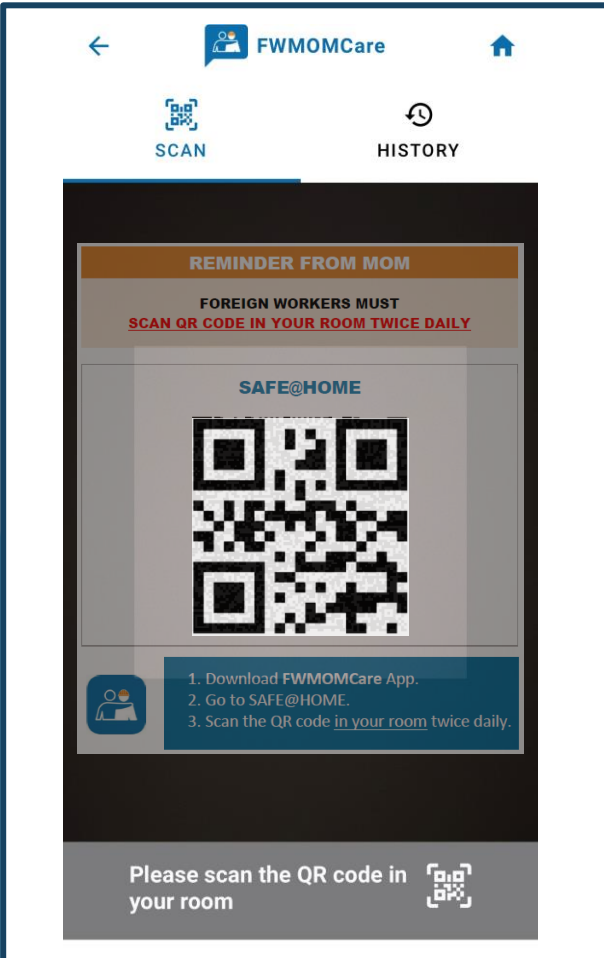 FWMOMCare
SCAN
HISTORY
REMINDER FROM MOM
FOREIGN WORKERS MUST
SCAN QR CODE IN YOUR ROOM TWICE DAILY
SAFE@HOME
1. Download FWMOMCare App.
2. Go to SAFE@HOME.
3. Scan the QR code in your room twice daily.
Please scan the QR code in
your room